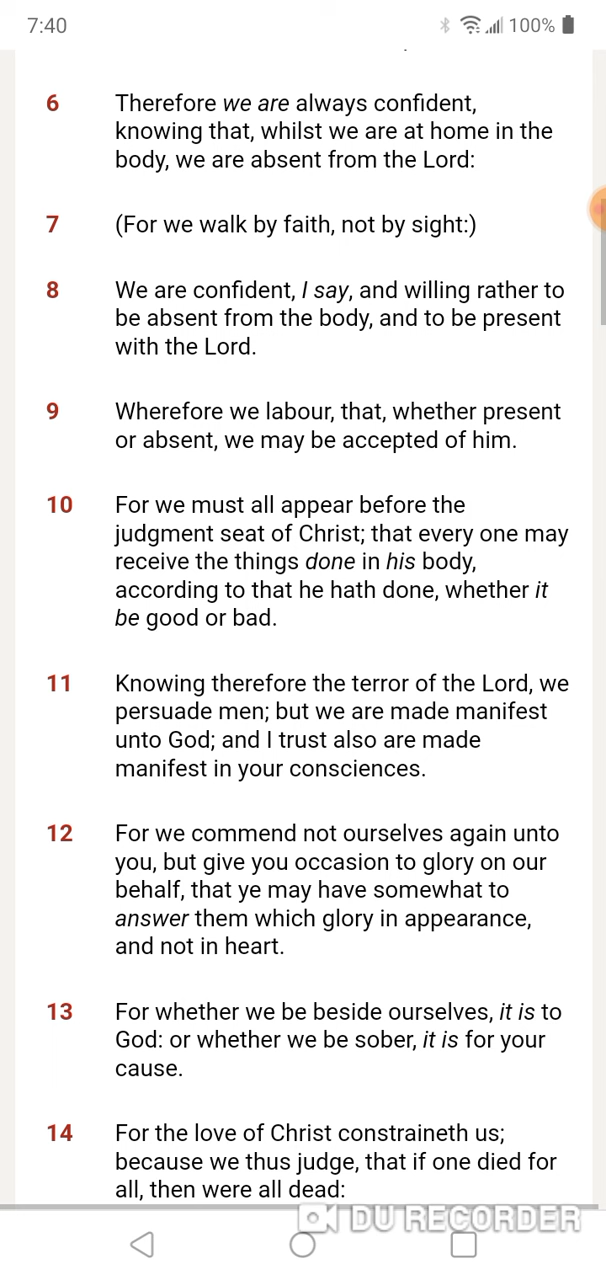 7:40 100%
6 Therefore we are always confident,
knowing that, whilst we are at home in the
body, we are absent from the Lord:
7 (For we walk by faith, not by sight:)
8 We are confident, I say, and willing rather to
be absent from the body, and to be present
with the Lord.
9 Wherefore we labour, that, whether present
or absent, we may be accepted of him.
10 For we must all appear before the
judgment seat of Christ; that every one may
receive the things done in his body,
according to that he hath done, whether it
be good or bad.
11 Knowing therefore the terror of the Lord, we
persuade men; but we are made manifest
unto God; and I trust also are made
manifest in your consciences.
12 For we commend not ourselves again unto
you, but give you occasion to glory on our
behalf, that ye may have somewhat to
answer them which glory in appearance,
and not in heart.
13 For whether we be beside ourselves, it is to
God: or whether we be sober, it is for your
cause.
14 For the love of Christ constraineth us;
because we thus judge, that if one died for
all, then were all dead:
DU RECORDER